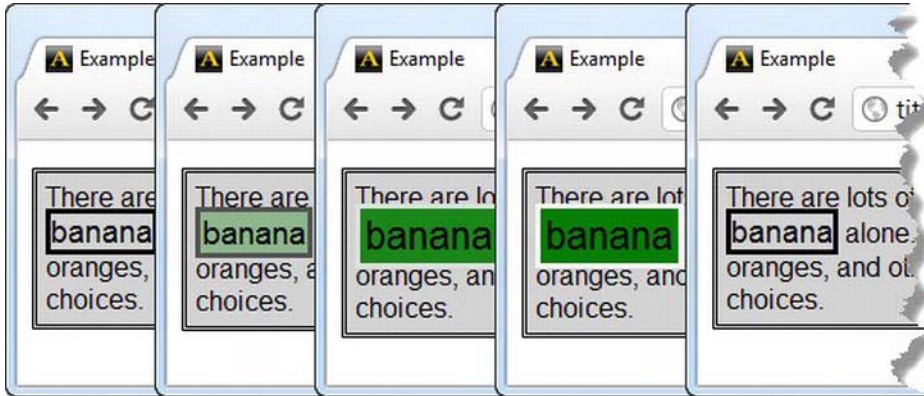 Example
There are
banana
oranges,
choices.
Example
There are
banana
oranges, a
choices.
Example
There are lo
banana
oranges, an
choices.
Example
There are lot
banana
oranges, and
choices.
Example
tit
There are lots o
banana alone.
oranges, and ot
choices.